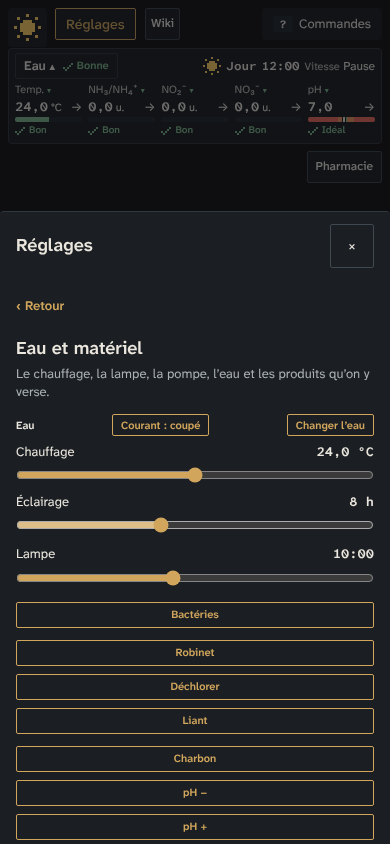 Réglages Wiki ? Commandes
Eau ▴ Bonne Jour 12:00 Vitesse Pause
Temp. ▾ NH₃/NH₄⁺ ▾ NO₂⁻ ▾ NO₃⁻ ▾ pH ▾
24,0 °C → 0,0 u. → 0,0 u. → 0,0 u. → 7,0 →
Bon Bon Bon Bon Idéal
Pharmacie
Réglages ×
‹ Retour
Eau et matériel
Le chauffage, la lampe, la pompe, l'eau et les produits qu'on y
verse.
Eau Courant : coupé Changer l'eau
Chauffage 24,0 °C
Éclairage 8 h
Lampe 10:00
Bactéries
Robinet
Déchlorer
Liant
Charbon
pH −
pH +